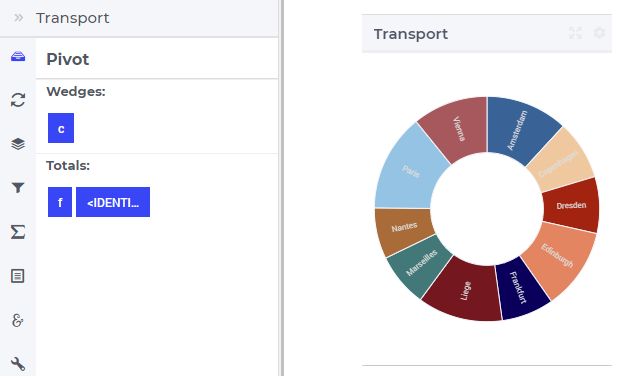 Transport
Pivot
Wedges:
c
Totals:
f <IDENTI...
Transport
Amsterdam
Copenhagen
Dresden
Edinburgh
Frankfurt
Liege
Marseilles
Nantes
Paris
Vienna